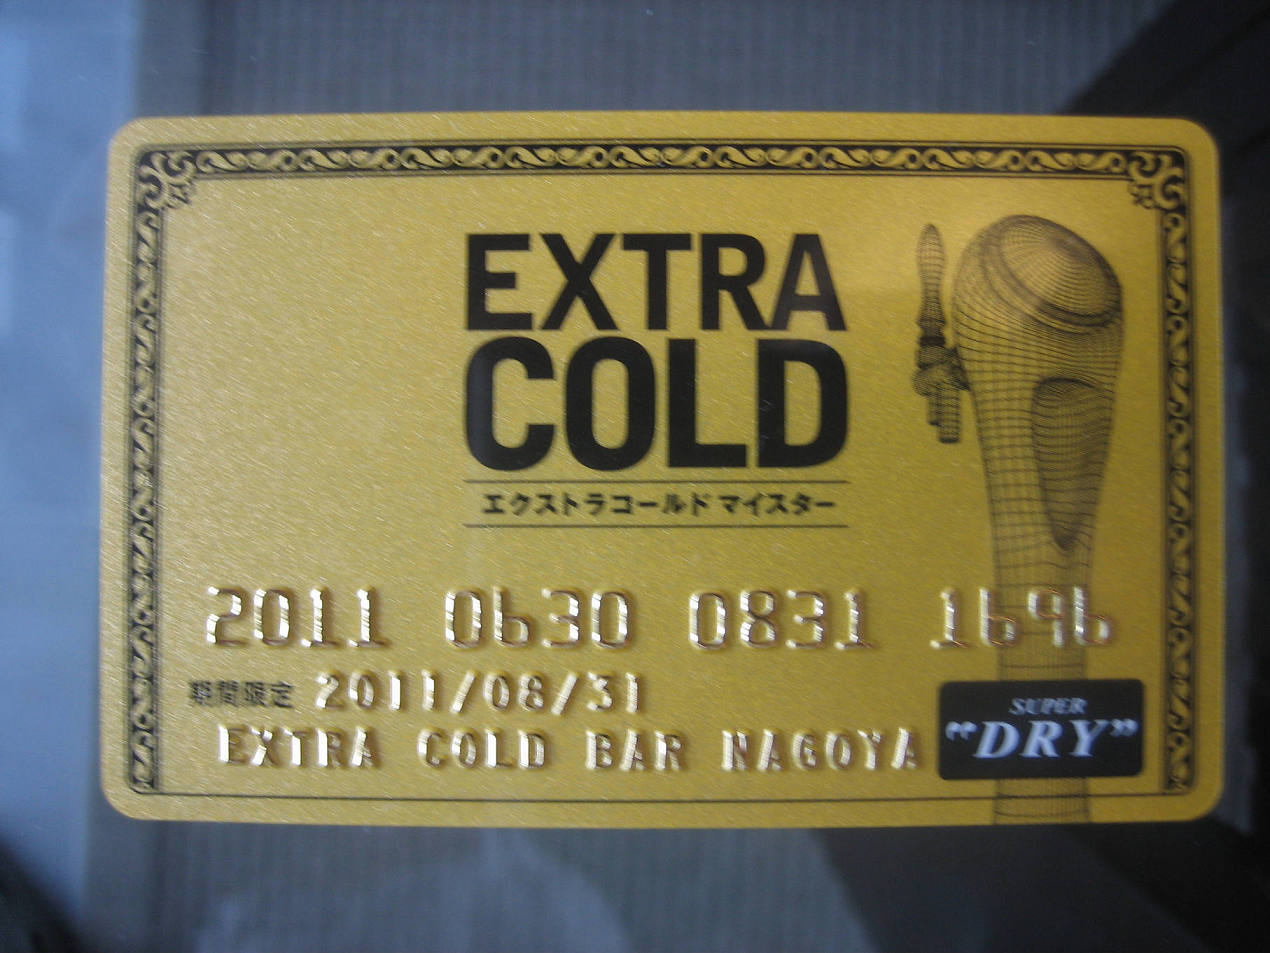 EXTRA
COLD
エクストラコールド マイスター
2011 0630 0831 1696
期間限定 2011/08/31
EXTRA COLD BAR NAGOYA
SUPER
"DRY"